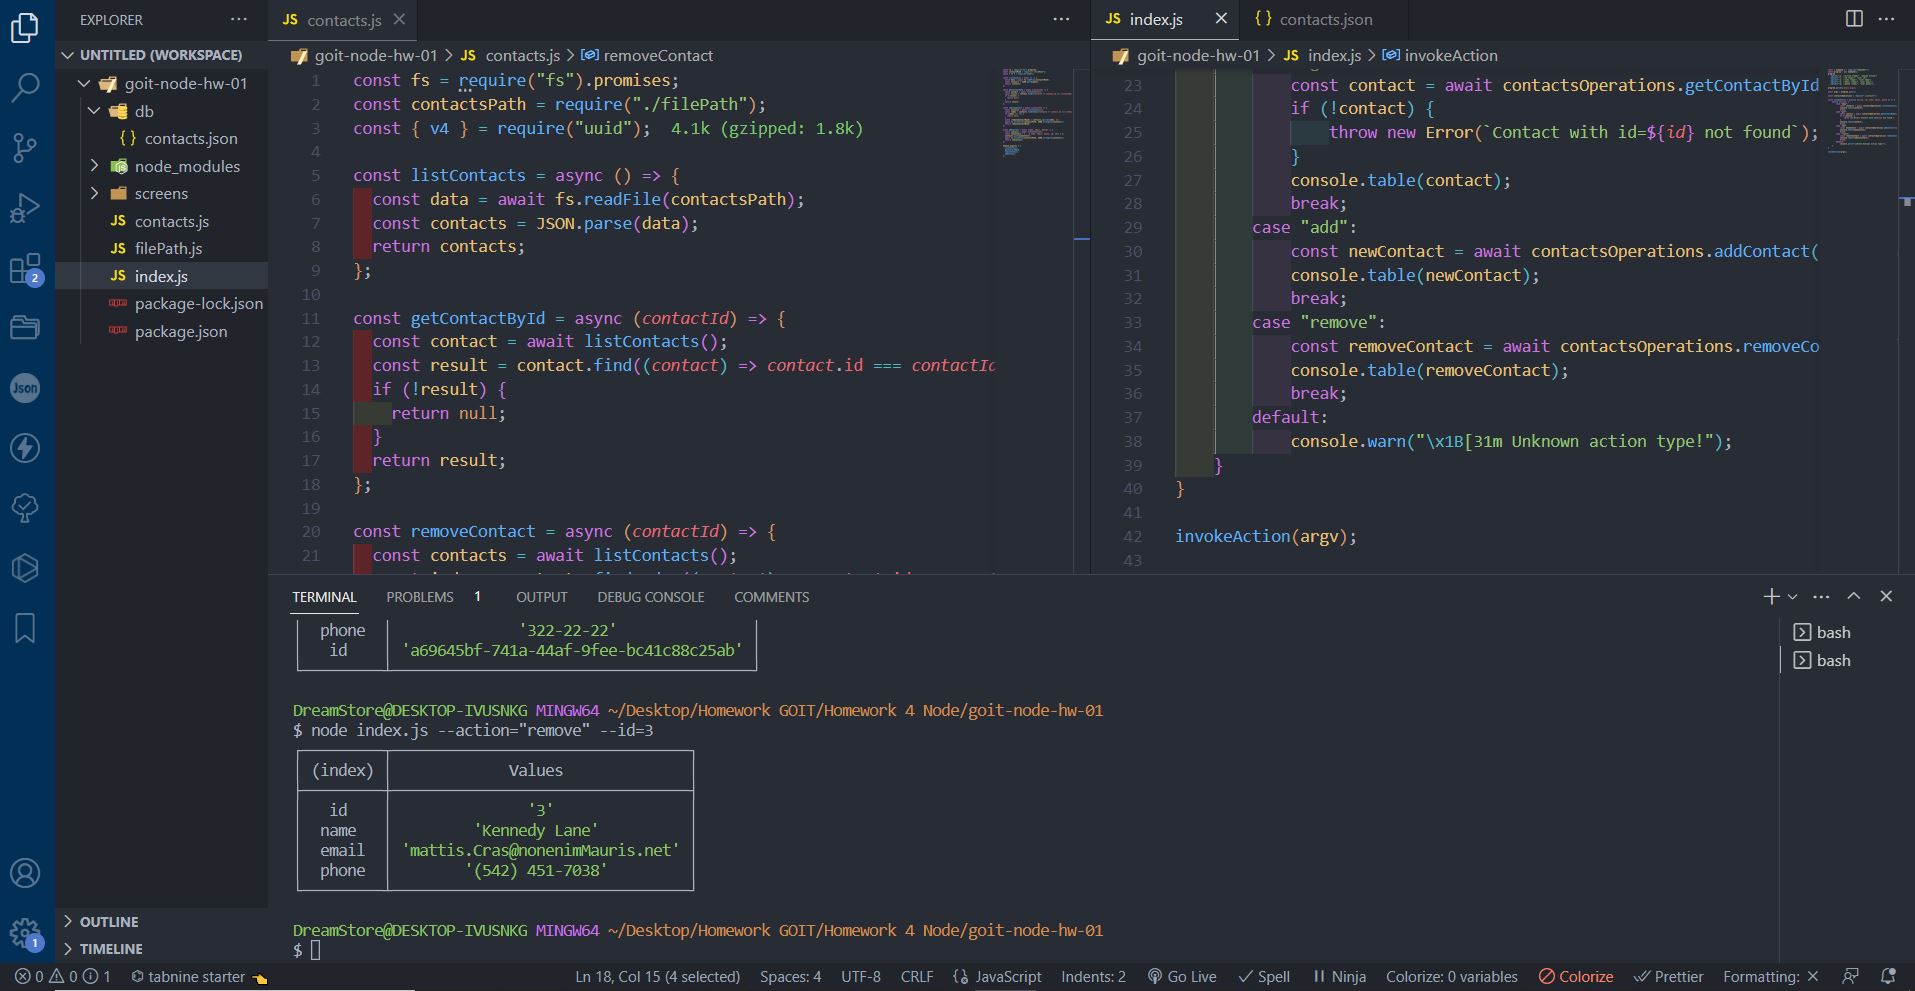 EXPLORER
UNTITLED (WORKSPACE)
goit-node-hw-01
db
{ } contacts.json
node_modules
screens
JS contacts.js
JS filePath.js
JS index.js
package-lock.json
package.json
OUTLINE
TIMELINE
JS contacts.js
goit-node-hw-01 > JS contacts.js > removeContact
1 const fs = require("fs").promises;
2 const contactsPath = require("./filePath");
3 const { v4 } = require("uuid"); 4.1k (gzipped: 1.8k)
4
5 const listContacts = async () => {
6 const data = await fs.readFile(contactsPath);
7 const contacts = JSON.parse(data);
8 return contacts;
9 };
10
11 const getContactById = async (contactId) => {
12 const contact = await listContacts();
13 const result = contact.find((contact) => contact.id === contactId
14 if (!result) {
15 return null;
16 }
17 return result;
18 };
19
20 const removeContact = async (contactId) => {
21 const contacts = await listContacts();
JS index.js
{ } contacts.json
goit-node-hw-01 > JS index.js > invokeAction
23 const contact = await contactsOperations.getContactById
24 if (!contact) {
25 throw new Error(`Contact with id=${id} not found`);
26 }
27 console.table(contact);
28 break;
29 case "add":
30 const newContact = await contactsOperations.addContact(
31 console.table(newContact);
32 break;
33 case "remove":
34 const removeContact = await contactsOperations.removeCo
35 console.table(removeContact);
36 break;
37 default:
38 console.warn("\x1B[31m Unknown action type!");
39 }
40 }
41
42 invokeAction(argv);
43
TERMINAL PROBLEMS 1 OUTPUT DEBUG CONSOLE COMMENTS
phone '322-22-22'
id 'a69645bf-741a-44af-9fee-bc41c88c25ab'
DreamStore@DESKTOP-IVUSNKG MINGW64 ~/Desktop/Homework GOIT/Homework 4 Node/goit-node-hw-01
$ node index.js --action="remove" --id=3
(index) Values
id '3'
name 'Kennedy Lane'
email 'mattis.Cras@nonenimMauris.net'
phone '(542) 451-7038'
DreamStore@DESKTOP-IVUSNKG MINGW64 ~/Desktop/Homework GOIT/Homework 4 Node/goit-node-hw-01
$
bash
bash
Json
2
1
0 0 1 tabnine starter Ln 18, Col 15 (4 selected) Spaces: 4 UTF-8 CRLF JavaScript Indents: 2 Go Live Spell Ninja Colorize: 0 variables Colorize Prettier Formatting: ×